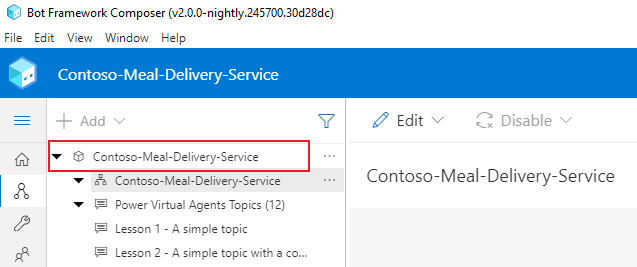 Bot Framework Composer (v2.0.0-nightly.245700.30d28dc)
File Edit View Window Help
Contoso-Meal-Delivery-Service
Add
Edit Disable
Contoso-Meal-Delivery-Service
Contoso-Meal-Delivery-Service
Contoso-Meal-Delivery-Service
Power Virtual Agents Topics (12)
Lesson 1 - A simple topic
Lesson 2 - A simple topic with a co...